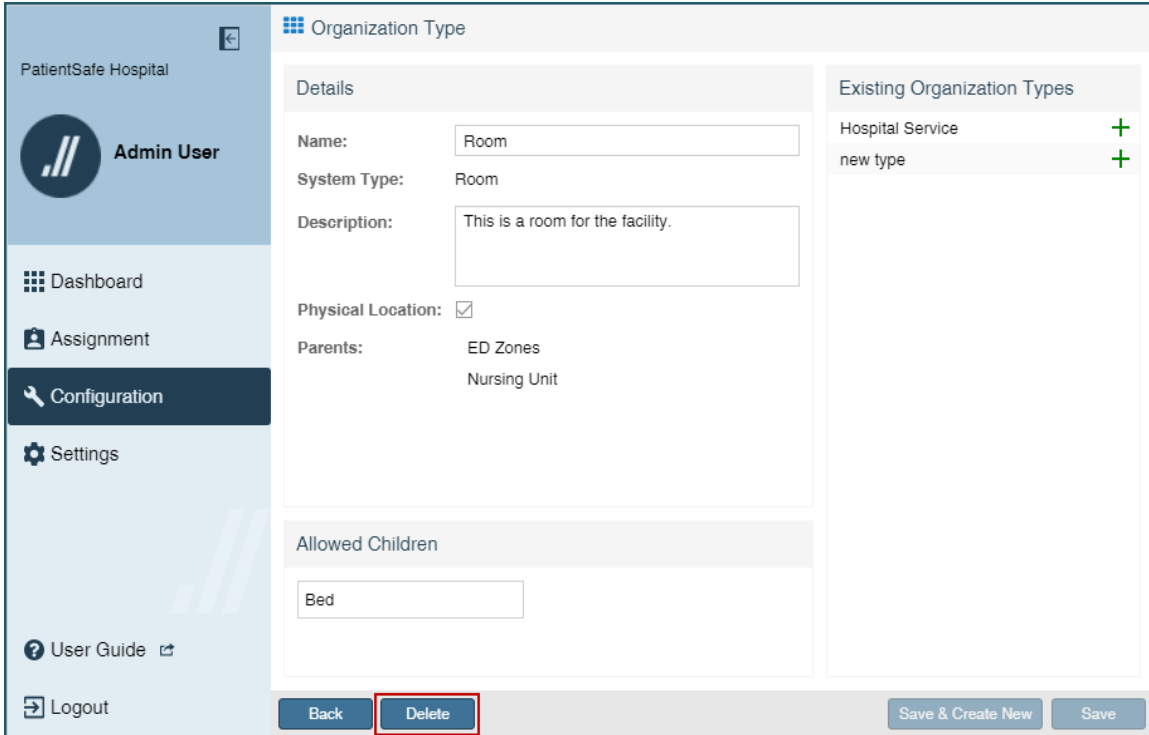 PatientSafe Hospital
Admin User
Dashboard
Assignment
Configuration
Settings
User Guide
Logout
Organization Type
Details
Name: Room
System Type: Room
Description: This is a room for the facility.
Physical Location:
Parents: ED Zones
Nursing Unit
Allowed Children
Bed
Existing Organization Types
Hospital Service
new type
Back Delete Save & Create New Save